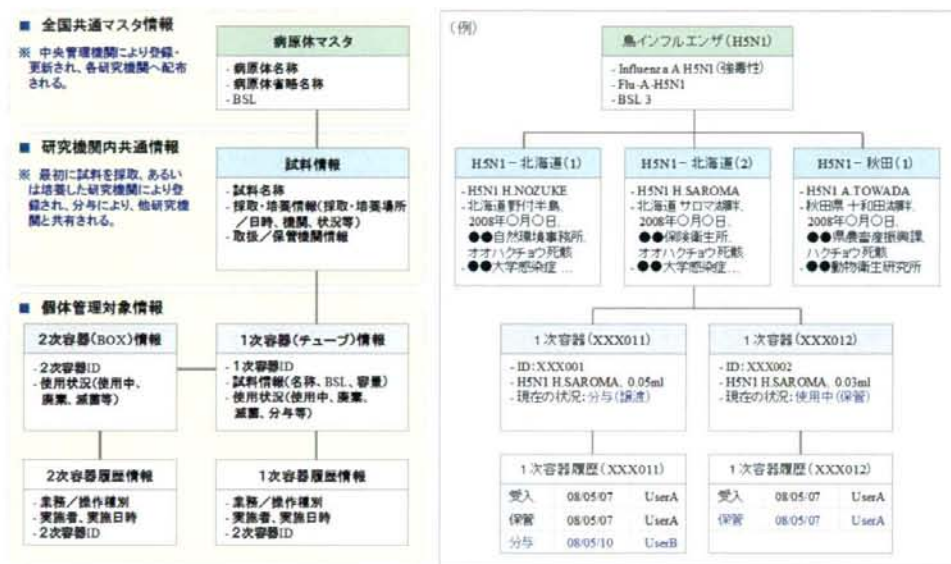 ■ 全国共通マスタ情報
※ 中央管理機関により登録・
更新され、各研究機関へ配布
される。
病原体マスタ
- 病原体名称
- 病原体省略名称
- BSL
■ 研究機関内共通情報
※ 最初に試料を採取、ある
いは培養した研究機関により登
録され、分与により、他研究機
関と共有される。
試料情報
- 試料名称
- 採取・培養情報(採取・培養場所
／日時、機関、状況等)
- 取扱／保管機関情報
■ 個体管理対象情報
2次容器(BOX)情報
- 2次容器ID
- 使用状況(使用中、
廃棄、滅菌等)
1次容器(チューブ)情報
- 1次容器ID
- 試料情報(名称、BSL、容量)
- 使用状況(使用中、廃棄、
滅菌、分与等)
2次容器履歴情報
- 業務／操作種別
- 実施者、実施日時
- 2次容器ID
1次容器履歴情報
- 業務／操作種別
- 実施者、実施日時
- 2次容器ID
(例)
鳥インフルエンザ(H5N1)
- Influenza A H5N1(強毒性)
- Flu-A-H5N1
- BSL 3
H5N1－北海道(1)
- H5N1 H.NOZUKE
- 北海道野付半島,
2008年〇月〇日,
●●自然環境事務所,
オオハクチョウ死骸
- ●●大学感染症 ...
H5N1－北海道(2)
- H5N1 H.SAROMA
- 北海道 サロマ湖畔,
2008年〇月〇日,
●●保険衛生所,
オオハクチョウ死骸
- ●●大学感染症 ...
H5N1－秋田(1)
- H5N1 A.TOWADA
- 秋田県 十和田湖畔,
2008年〇月〇日,
●●県農畜産振興課,
ハクチョウ死骸
- ●●動物衛生研究所
1次容器(XXX011)
- ID:XXX001
- H5N1 H.SAROMA, 0.05ml
- 現在の状況:分与(譲渡)
1次容器(XXX012)
- ID:XXX002
- H5N1 H.SAROMA, 0.03ml
- 現在の状況:使用中(保管)
1次容器履歴(XXX011)
受入 08/05/07 UserA
保管 08/05/07 UserA
分与 08/05/10 UserB
1次容器履歴(XXX012)
受入 08/05/07 UserA
保管 08/05/07 UserA